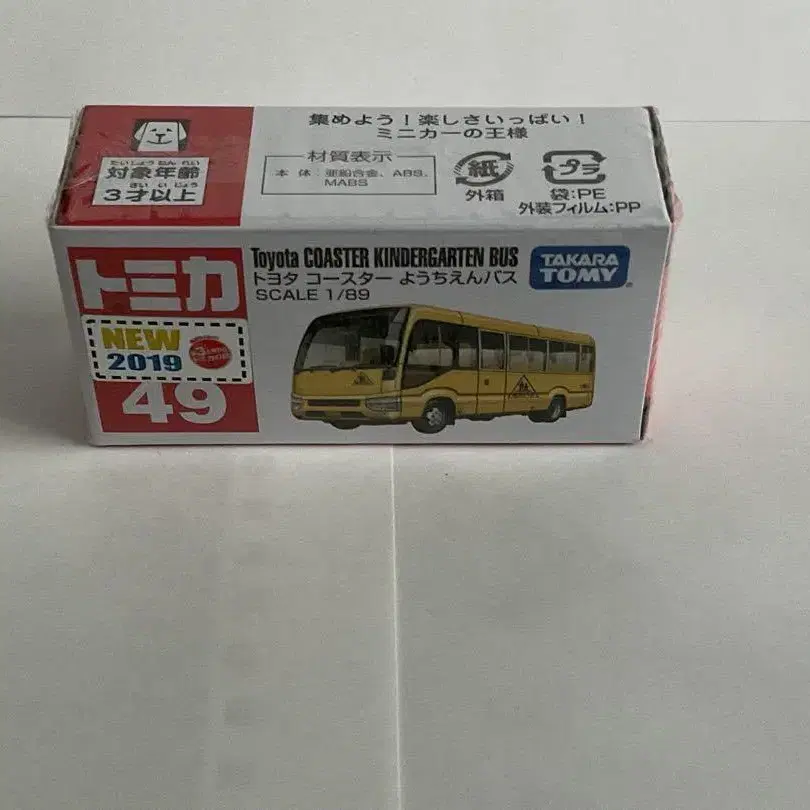 集めよう！楽しさいっぱい！
ミニカーの王様
たいしょうねんれい
対象年齢
さいいじょう
3才以上
材質表示
本 体：亜鉛合金、ABS、
MABS
紙
外箱
プラ
袋:PE
外装フィルム:PP
トミカ
NEW
2019
49
Toyota COASTER KINDERGARTEN BUS
トヨタ コースター ようちえんバス
SCALE 1/89
TAKARA
TOMY